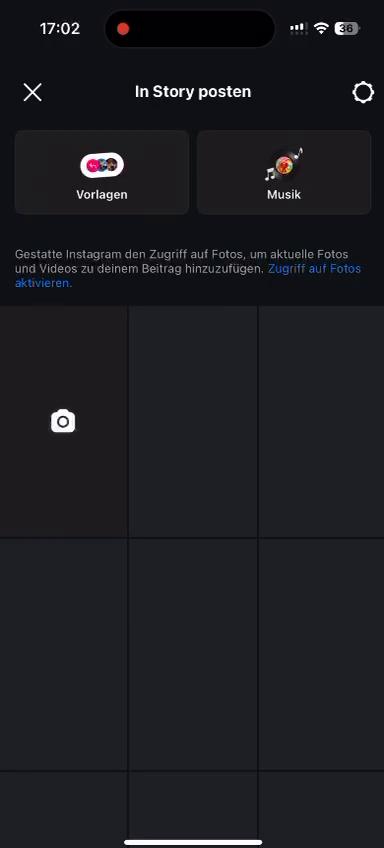 17:02
36
In Story posten
Vorlagen
Musik
Gestatte Instagram den Zugriff auf Fotos, um aktuelle Fotos
und Videos zu deinem Beitrag hinzuzufügen. Zugriff auf Fotos
aktivieren.